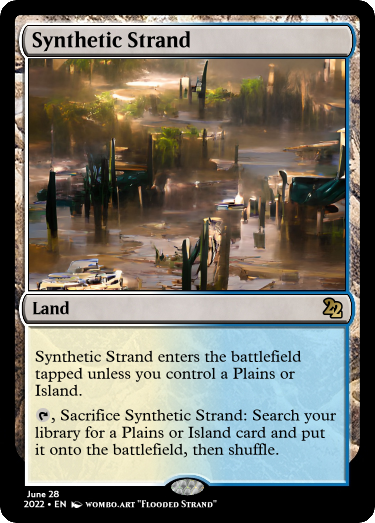 Synthetic Strand
Land
22
Synthetic Strand enters the battlefield
tapped unless you control a Plains or
Island.
, Sacrifice Synthetic Strand: Search your
library for a Plains or Island card and put
it onto the battlefield, then shuffle.
June 28
2022 • EN wombo.art "Flooded Strand"